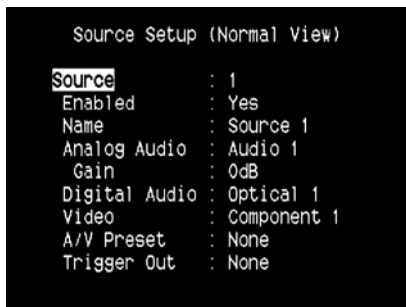 Source Setup (Normal View)
Source : 1
Enabled : Yes
Name : Source 1
Analog Audio : Audio 1
Gain : 0dB
Digital Audio : Optical 1
Video : Component 1
A/V Preset : None
Trigger Out : None